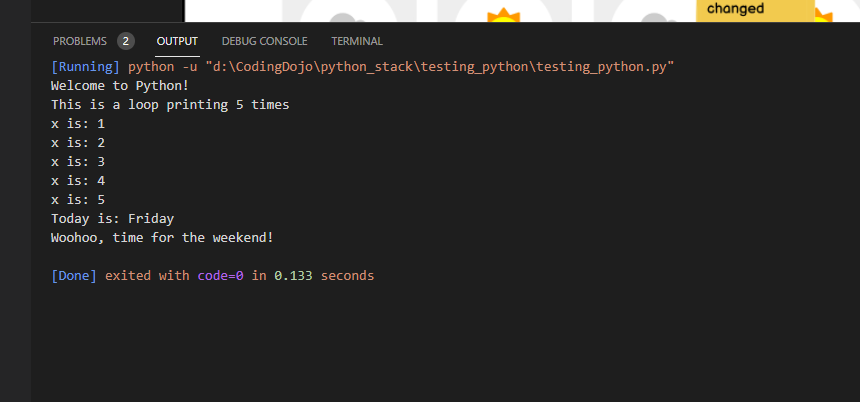 changed
PROBLEMS 2 OUTPUT DEBUG CONSOLE TERMINAL
[Running] python -u "d:\CodingDojo\python_stack\testing_python\testing_python.py"
Welcome to Python!
This is a loop printing 5 times
x is: 1
x is: 2
x is: 3
x is: 4
x is: 5
Today is: Friday
Woohoo, time for the weekend!
[Done] exited with code=0 in 0.133 seconds